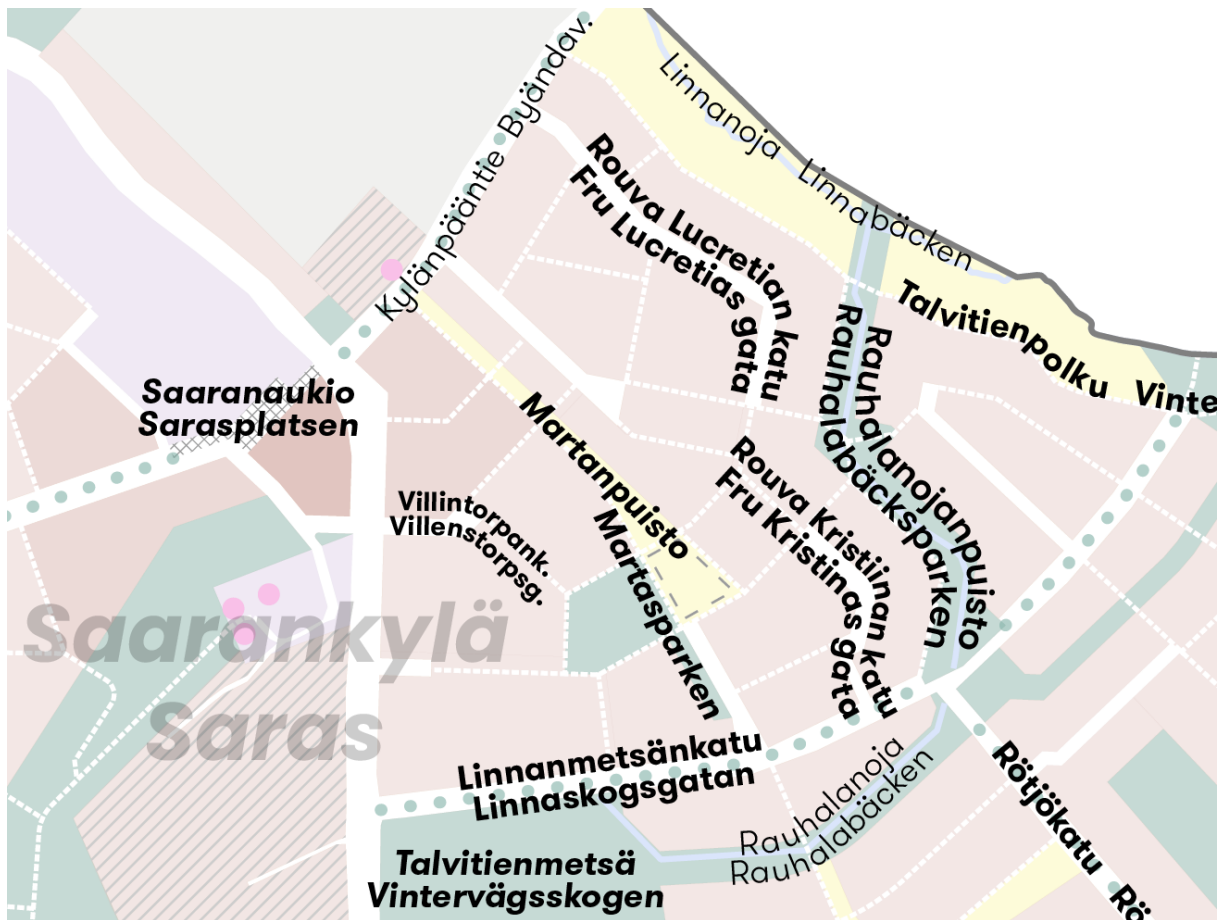 Kylänpääntie Byändav.
Linnanoja Linnabäcken
Rouva Lucretian katu
Fru Lucretias gata
Talvitienpolku
Vinte
Rauhalanojanpuisto
Rauhalabäcksparken
Saaranaukio
Sarasplatsen
Martanpuisto
Martasparken
Rouva Kristiinan katu
Fru Kristinas gata
Villintorpank.
Villenstorpsg.
Saarankylä
Saras
Linnanmetsänkatu
Linnaskogsgatan
Rauhalanoja
Rauhalabäcken
Rötjökatu
Rö
Talvitienmetsä
Vintervägsskogen